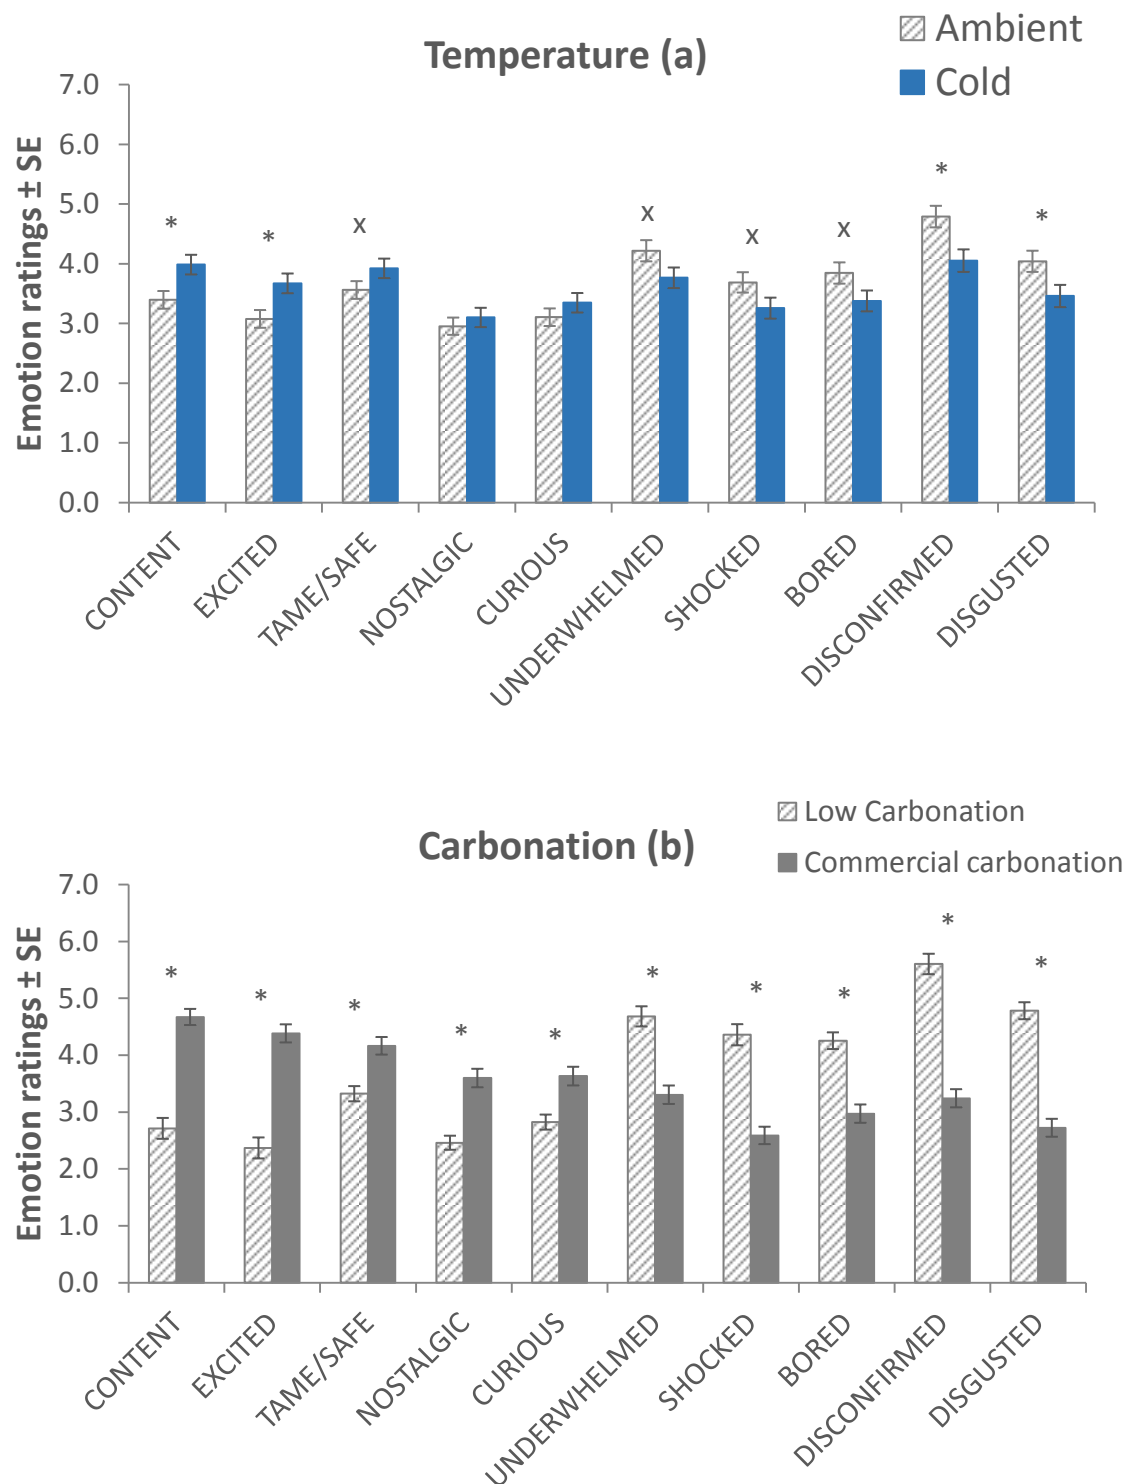 Temperature (a)
Ambient
Cold
Emotion ratings ± SE
7.0
6.0
5.0
4.0
3.0
2.0
1.0
0.0
* * x x x x * *
CONTENT
EXCITED
TAME/SAFE
NOSTALGIC
CURIOUS
UNDERWHELMED
SHOCKED
BORED
DISCONFIRMED
DISGUSTED
Carbonation (b)
Low Carbonation
Commercial carbonation
Emotion ratings ± SE
7.0
6.0
5.0
4.0
3.0
2.0
1.0
0.0
* * * * * * * * * *
CONTENT
EXCITED
TAME/SAFE
NOSTALGIC
CURIOUS
UNDERWHELMED
SHOCKED
BORED
DISCONFIRMED
DISGUSTED